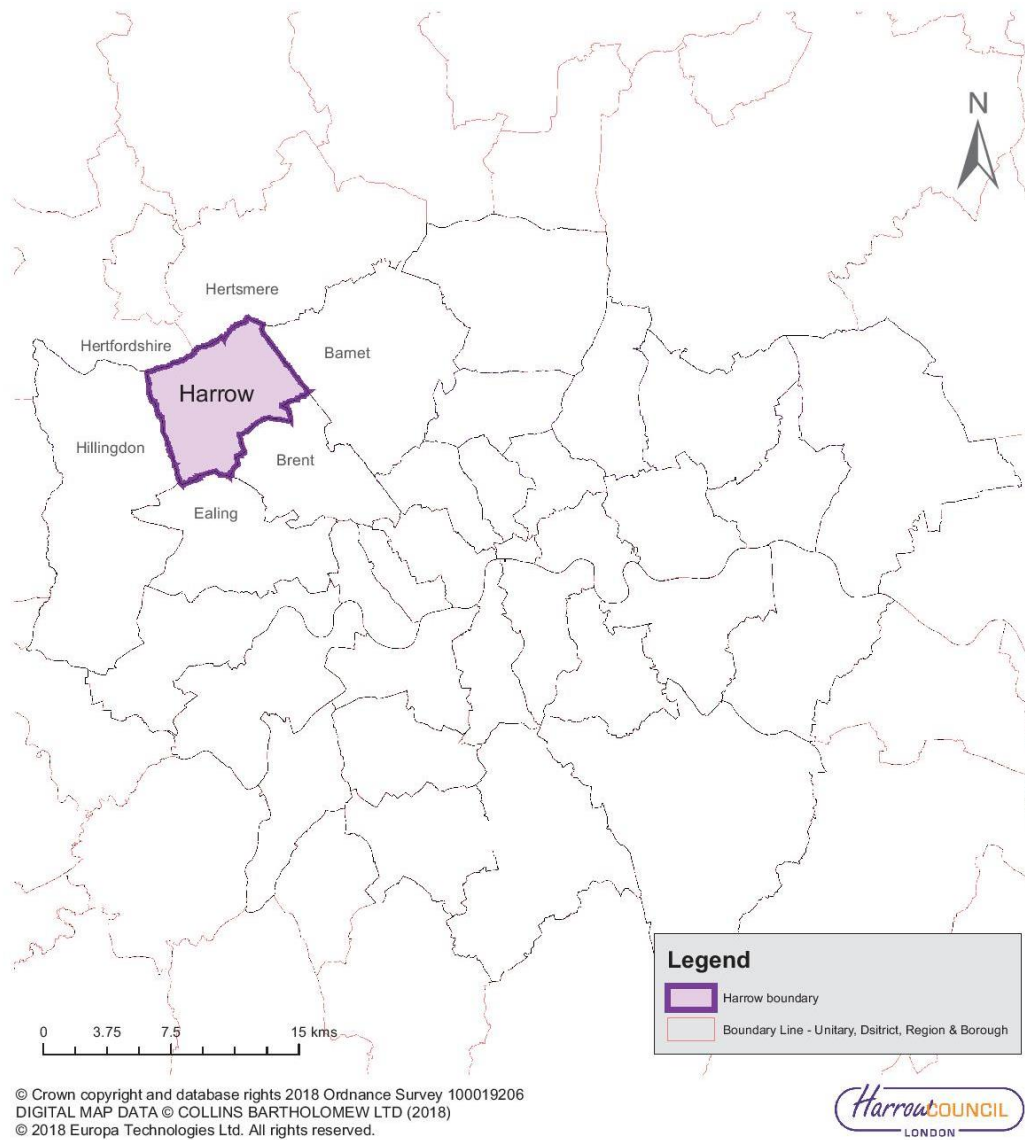 N
Hertsmere
Hertfordshire
Barnet
Harrow
Hillingdon
Brent
Ealing
Legend
Harrow boundary
Boundary Line - Unitary, Dsitrict, Region & Borough
0 3.75 7.5 15 kms
© Crown copyright and database rights 2018 Ordnance Survey 100019206
DIGITAL MAP DATA © COLLINS BARTHOLOMEW LTD (2018)
© 2018 Europa Technologies Ltd. All rights reserved.
HarrowCOUNCIL
LONDON